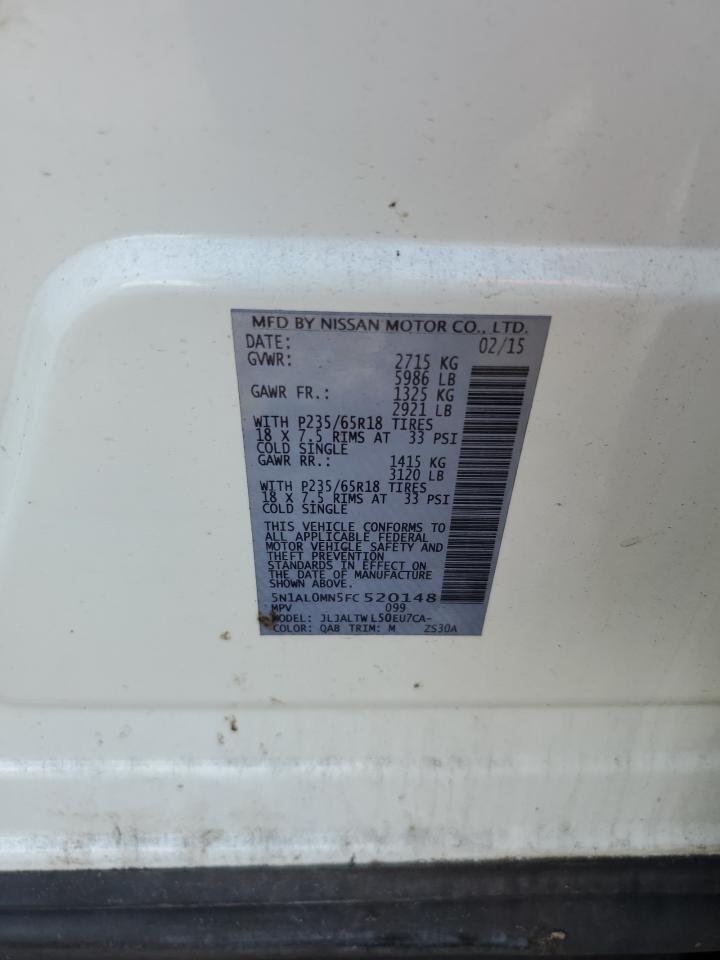 MFD BY NISSAN MOTOR CO., LTD.
DATE: 02/15
GVWR: 2715 KG
5986 LB
GAWR FR.: 1325 KG
2921 LB
WITH P235/65R18 TIRES
18 X 7.5 RIMS AT 33 PSI
COLD SINGLE
GAWR RR.: 1415 KG
3120 LB
WITH P235/65R18 TIRES
18 X 7.5 RIMS AT 33 PSI
COLD SINGLE
THIS VEHICLE CONFORMS TO
ALL APPLICABLE FEDERAL
MOTOR VEHICLE SAFETY AND
THEFT PREVENTION
STANDARDS IN EFFECT ON
THE DATE OF MANUFACTURE
SHOWN ABOVE.
5N1AL0MN5FC 520148
MPV 099
MODEL: JLJALTW L50EU7CA-
COLOR: QAB TRIM: M ZS30A